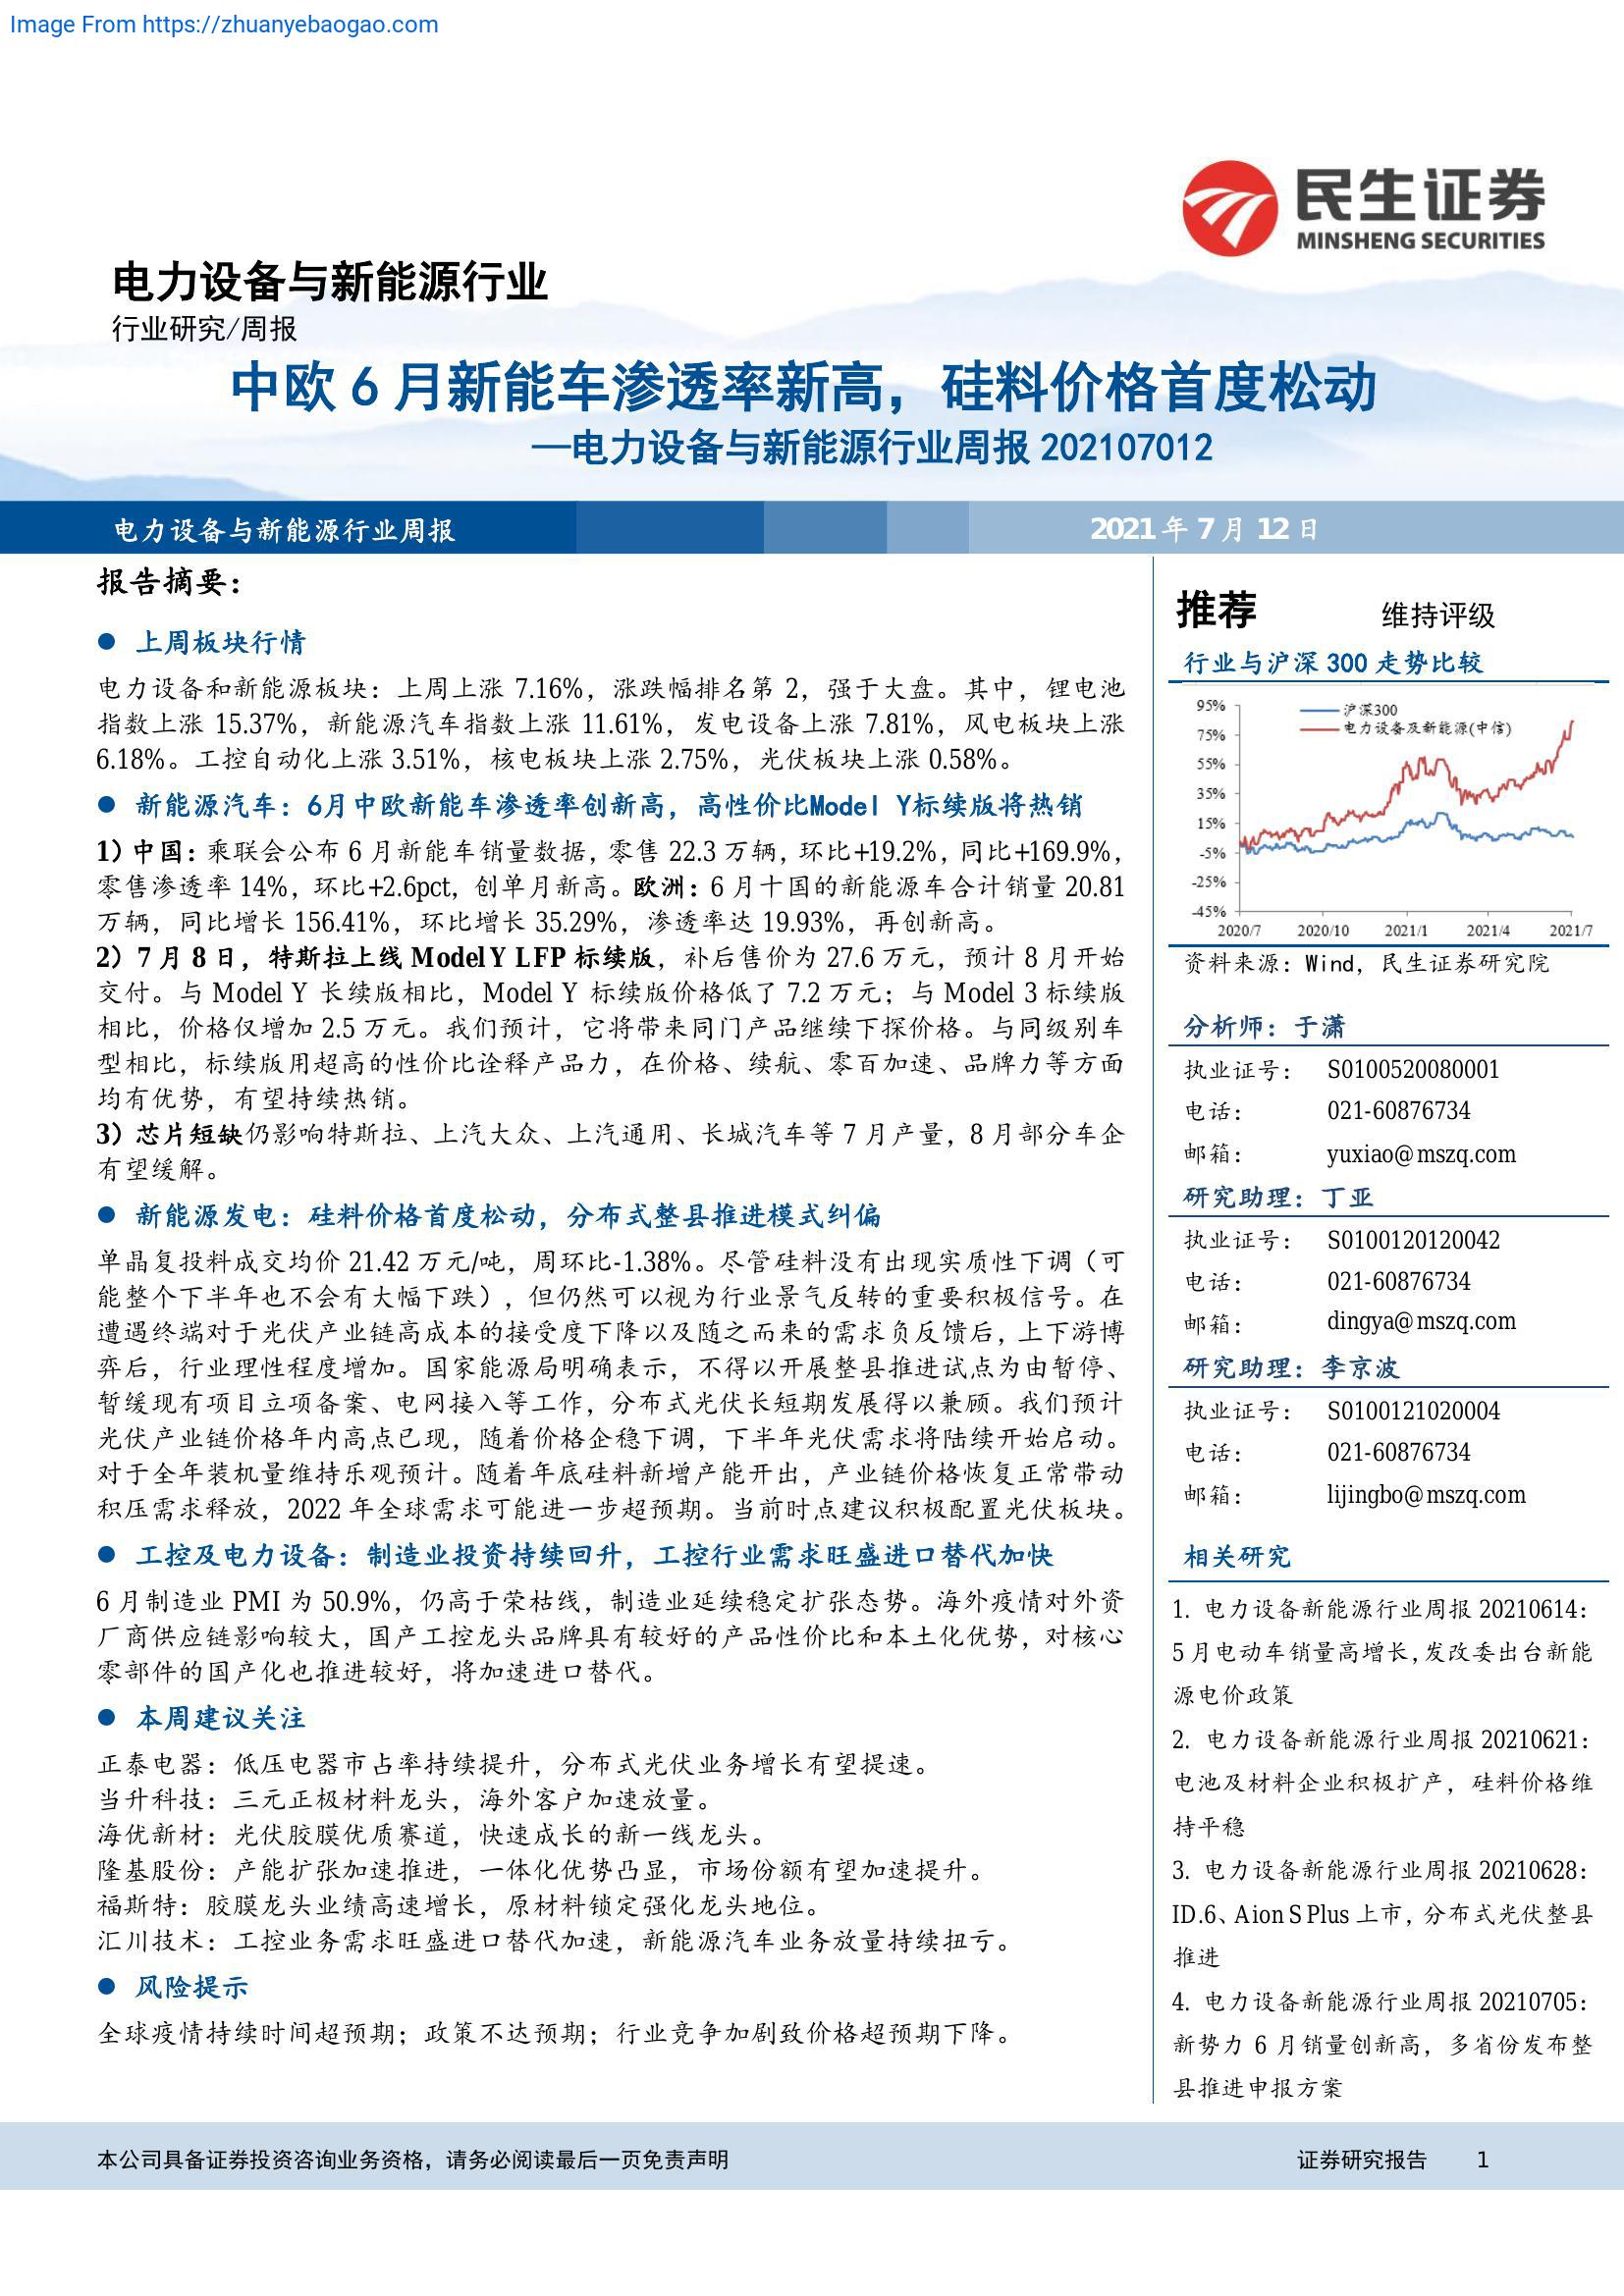 Image From https://zhuanyebaogao.com
民生证券
MINSHENG SECURITIES
电力设备与新能源行业
行业研究/周报
中欧 6 月新能车渗透率新高，硅料价格首度松动
—电力设备与新能源行业周报 202107012
电力设备与新能源行业周报
2021 年 7 月 12 日
报告摘要：
● 上周板块行情
电力设备和新能源板块：上周上涨 7.16%，涨跌幅排名第 2，强于大盘。其中，锂电池
指数上涨 15.37%，新能源汽车指数上涨 11.61%，发电设备上涨 7.81%，风电板块上涨
6.18%。工控自动化上涨 3.51%，核电板块上涨 2.75%，光伏板块上涨 0.58%。
● 新能源汽车：6月中欧新能车渗透率创新高，高性价比Model Y标续版将热销
1）中国：乘联会公布 6 月新能车销量数据，零售 22.3 万辆，环比+19.2%，同比+169.9%，
零售渗透率 14%，环比+2.6pct，创单月新高。欧洲：6 月十国的新能源车合计销量 20.81
万辆，同比增长 156.41%，环比增长 35.29%，渗透率达 19.93%，再创新高。
2）7 月 8 日，特斯拉上线 Model Y LFP 标续版，补后售价为 27.6 万元，预计 8 月开始
交付。与 Model Y 长续版相比，Model Y 标续版价格低了 7.2 万元；与 Model 3 标续版
相比，价格仅增加 2.5 万元。我们预计，它将带来同门产品继续下探价格。与同级别车
型相比，标续版用超高的性价比诠释产品力，在价格、续航、零百加速、品牌力等方面
均有优势，有望持续热销。
3）芯片短缺仍影响特斯拉、上汽大众、上汽通用、长城汽车等 7 月产量，8 月部分车企
有望缓解。
● 新能源发电：硅料价格首度松动，分布式整县推进模式纠偏
单晶复投料成交均价 21.42 万元/吨，周环比-1.38%。尽管硅料没有出现实质性下调（可
能整个下半年也不会有大幅下跌），但仍然可以视为行业景气反转的重要积极信号。在
遭遇终端对于光伏产业链高成本的接受度下降以及随之而来的需求负反馈后，上下游博
弈后，行业理性程度增加。国家能源局明确表示，不得以开展整县推进试点为由暂停、
暂缓现有项目立项备案、电网接入等工作，分布式光伏长短期发展得以兼顾。我们预计
光伏产业链价格年内高点已现，随着价格企稳下调，下半年光伏需求将陆续开始启动。
对于全年装机量维持乐观预计。随着年底硅料新增产能开出，产业链价格恢复正常带动
积压需求释放，2022 年全球需求可能进一步超预期。当前时点建议积极配置光伏板块。
● 工控及电力设备：制造业投资持续回升，工控行业需求旺盛进口替代加快
6 月制造业 PMI 为 50.9%，仍高于荣枯线，制造业延续稳定扩张态势。海外疫情对外资
厂商供应链影响较大，国产工控龙头品牌具有较好的产品性价比和本土化优势，对核心
零部件的国产化也推进较好，将加速进口替代。
● 本周建议关注
正泰电器：低压电器市占率持续提升，分布式光伏业务增长有望提速。
当升科技：三元正极材料龙头，海外客户加速放量。
海优新材：光伏胶膜优质赛道，快速成长的新一线龙头。
隆基股份：产能扩张加速推进，一体化优势凸显，市场份额有望加速提升。
福斯特：胶膜龙头业绩高速增长，原材料锁定强化龙头地位。
汇川技术：工控业务需求旺盛进口替代加速，新能源汽车业务放量持续扭亏。
● 风险提示
全球疫情持续时间超预期；政策不达预期；行业竞争加剧致价格超预期下降。
推荐 维持评级
行业与沪深 300 走势比较
沪深300
电力设备及新能源(中信)
95%
75%
55%
35%
15%
-5%
-25%
-45%
2020/7 2020/10 2021/1 2021/4 2021/7
资料来源：Wind，民生证券研究院
分析师：于潇
执业证号： S0100520080001
电话： 021-60876734
邮箱： yuxiao@mszq.com
研究助理：丁亚
执业证号： S0100120120042
电话： 021-60876734
邮箱： dingya@mszq.com
研究助理：李京波
执业证号： S0100121020004
电话： 021-60876734
邮箱： lijingbo@mszq.com
相关研究
1. 电力设备新能源行业周报 20210614：
5 月电动车销量高增长，发改委出台新能
源电价政策
2. 电力设备新能源行业周报 20210621：
电池及材料企业积极扩产，硅料价格维
持平稳
3. 电力设备新能源行业周报 20210628：
ID.6、Aion S Plus 上市，分布式光伏整县
推进
4. 电力设备新能源行业周报 20210705：
新势力 6 月销量创新高，多省份发布整
县推进申报方案
本公司具备证券投资咨询业务资格，请务必阅读最后一页免责声明
证券研究报告 1